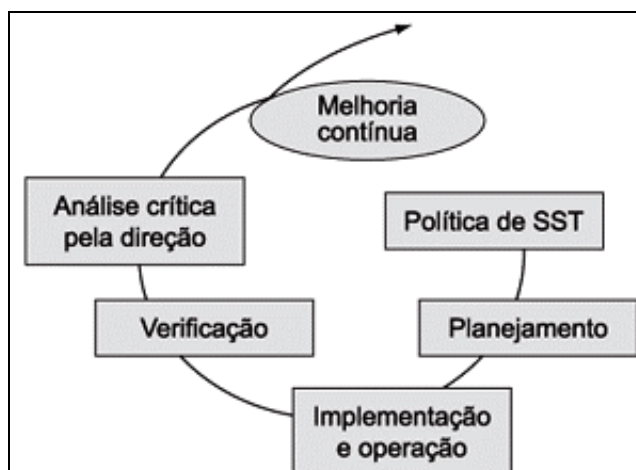 Melhoria
contínua
Análise crítica
pela direção
Política de SST
Verificação
Planejamento
Implementação
e operação